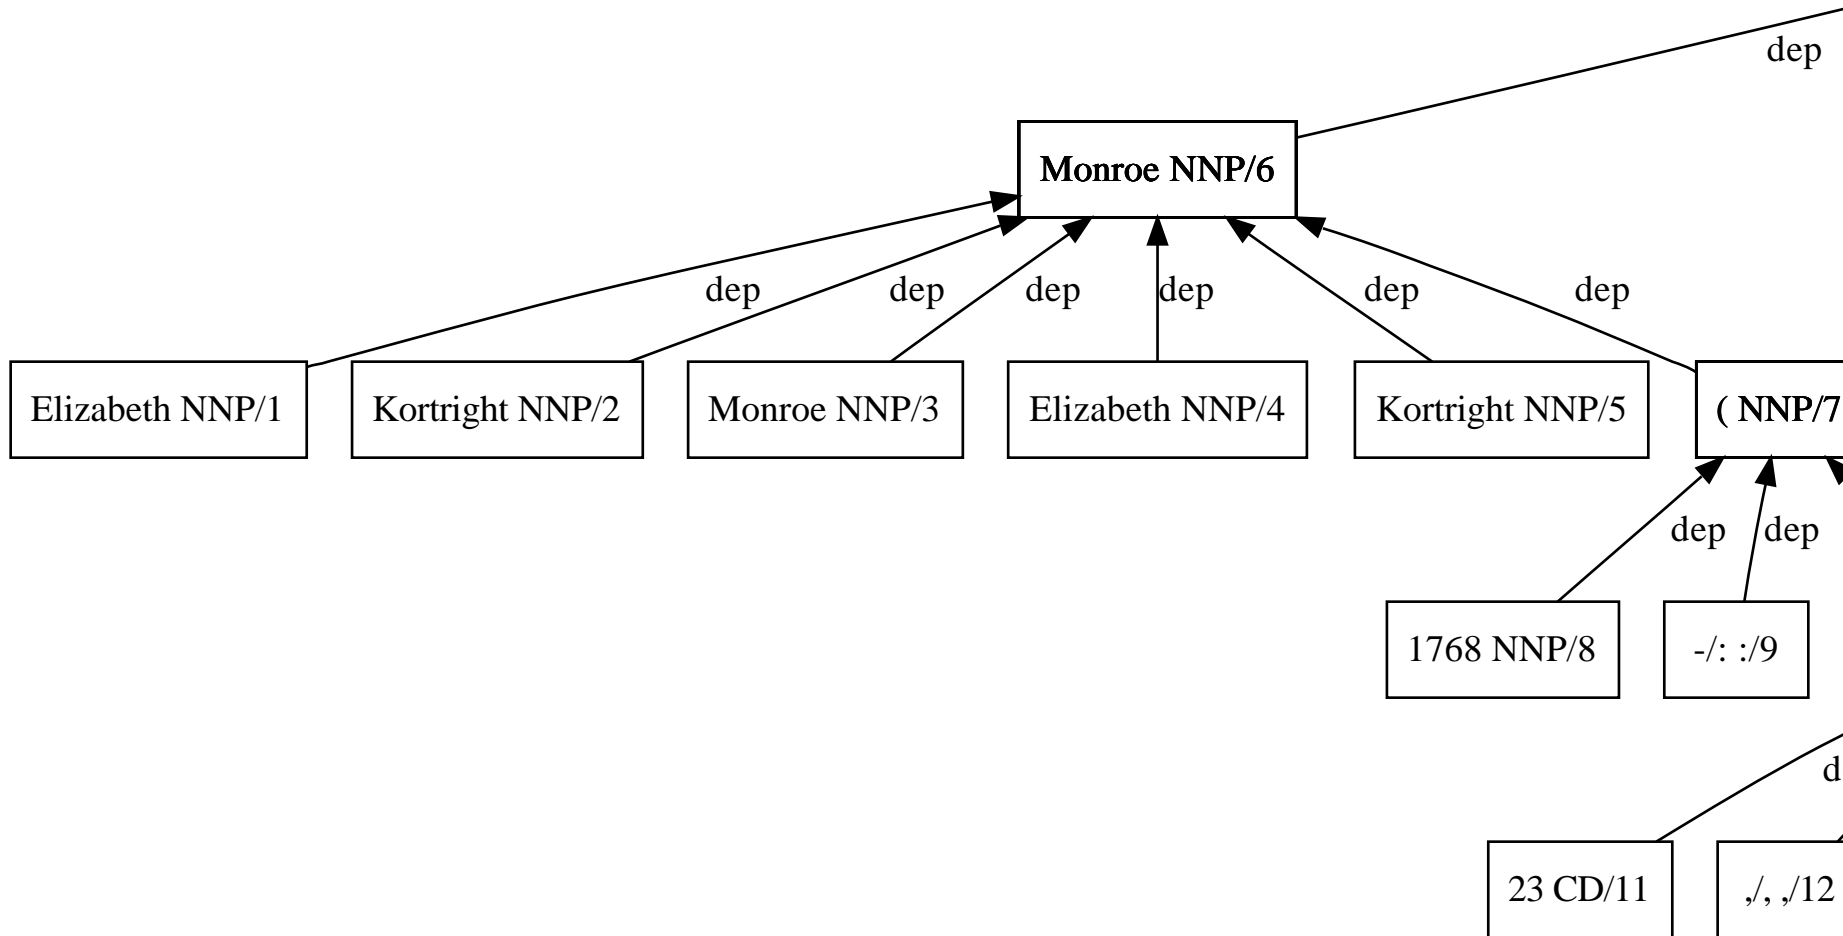 dep
Monroe NNP/6
dep dep dep dep dep dep
Elizabeth NNP/1 Kortright NNP/2 Monroe NNP/3 Elizabeth NNP/4 Kortright NNP/5 ( NNP/7
dep dep
1768 NNP/8 -/: :/9
d
23 CD/11 ,/, ,/12